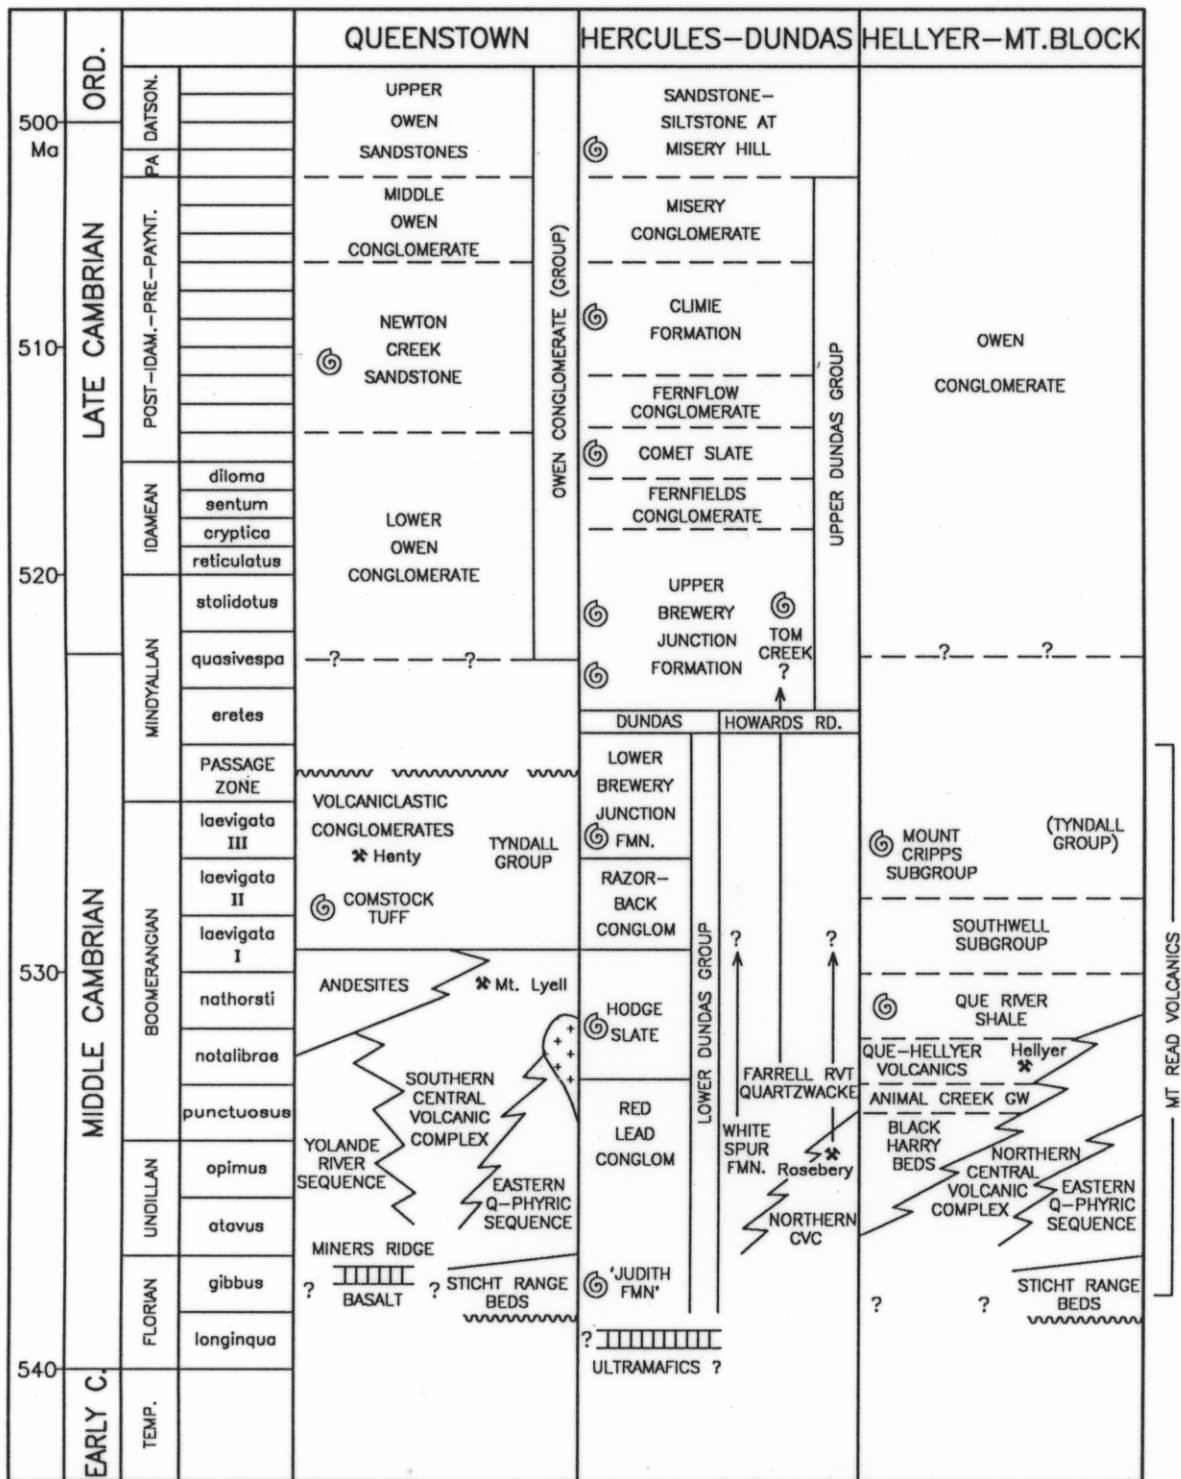 QUEENSTOWN
HERCULES–DUNDAS
HELLYER–MT.BLOCK
ORD.
LATE CAMBRIAN
MIDDLE CAMBRIAN
EARLY C.
500
Ma
510
520
530
540
DATSON.
PA
POST–IDAM.–PRE–PAYNT.
IDAMEAN
MINDYALLAN
BOOMERANGIAN
UNDILLAN
FLORIAN
TEMP.
diloma
sentum
cryptica
reticulatus
stolidotus
quasivespa
eretes
PASSAGE
ZONE
laevigata
III
laevigata
II
laevigata
I
nathorsti
notalibrae
punctuosus
opimus
atavus
gibbus
longinqua
UPPER
OWEN
SANDSTONES
MIDDLE
OWEN
CONGLOMERATE
NEWTON
CREEK
SANDSTONE
LOWER
OWEN
CONGLOMERATE
OWEN CONGLOMERATE (GROUP)
? ?
VOLCANICLASTIC
CONGLOMERATES
Henty
TYNDALL
GROUP
COMSTOCK
TUFF
ANDESITES
Mt. Lyell
SOUTHERN
CENTRAL
VOLCANIC
COMPLEX
YOLANDE
RIVER
SEQUENCE
EASTERN
Q–PHYRIC
SEQUENCE
MINERS RIDGE
? ?
BASALT
STICHT RANGE
BEDS
SANDSTONE–
SILTSTONE AT
MISERY HILL
MISERY
CONGLOMERATE
CLIMIE
FORMATION
FERNFLOW
CONGLOMERATE
COMET SLATE
FERNFIELDS
CONGLOMERATE
UPPER
BREWERY
JUNCTION
FORMATION
TOM
CREEK
?
UPPER DUNDAS GROUP
DUNDAS
HOWARDS RD.
LOWER
BREWERY
JUNCTION
FMN.
RAZOR–
BACK
CONGLOM
HODGE
SLATE
RED
LEAD
CONGLOM
'JUDITH
FMN'
LOWER DUNDAS GROUP
? ?
FARRELL RVT
QUARTZWACKE
WHITE
SPUR
FMN.
Rosebery
NORTHERN
CVC
?
ULTRAMAFICS ?
OWEN
CONGLOMERATE
? ?
MOUNT
CRIPPS
SUBGROUP
(TYNDALL
GROUP)
SOUTHWELL
SUBGROUP
QUE RIVER
SHALE
QUE–HELLYER
VOLCANICS
Hellyer
ANIMAL CREEK GW
BLACK
HARRY
BEDS
NORTHERN
CENTRAL
VOLCANIC
COMPLEX
EASTERN
Q–PHYRIC
SEQUENCE
STICHT RANGE
BEDS
? ?
MT READ VOLCANICS